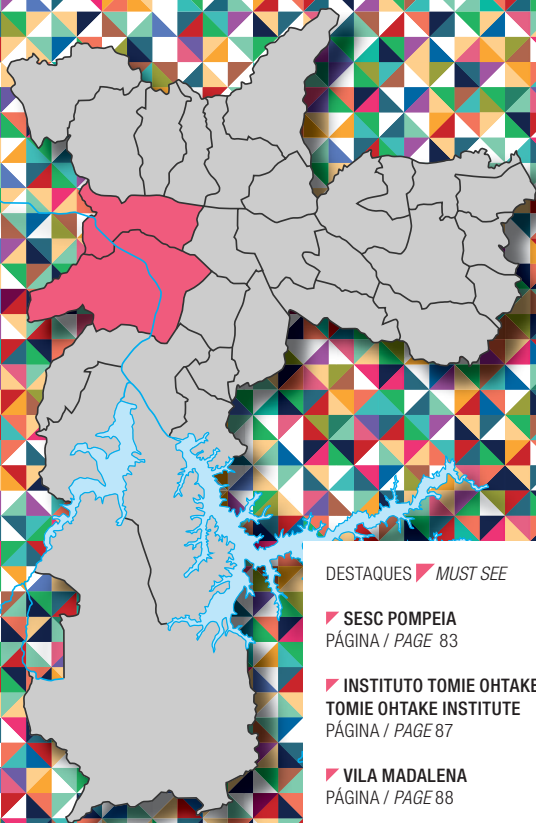 DESTAQUES MUST SEE
SESC POMPEIA
PÁGINA / PAGE 83
INSTITUTO TOMIE OHTAKE
TOMIE OHTAKE INSTITUTE
PÁGINA / PAGE 87
VILA MADALENA
PÁGINA / PAGE 88